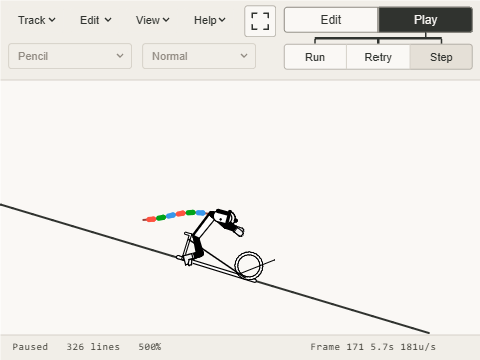 Track Edit View Help Edit Play
Pencil Normal Run Retry Step
Paused 326 lines 500% Frame 171 5.7s 181u/s